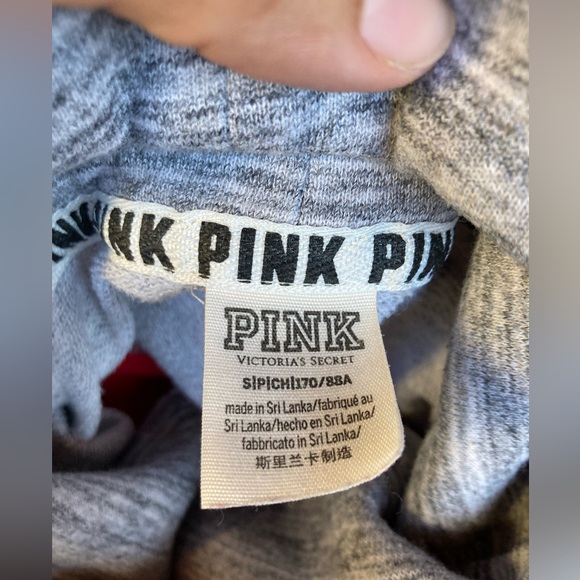 PINK PINK PINK
PINK
VICTORIA'S SECRET
S|P|CH|170/88A
made in Sri Lanka/fabriqué au
Sri Lanka/hecho en Sri Lanka/
fabbricato in Sri Lanka/
斯里兰卡制造